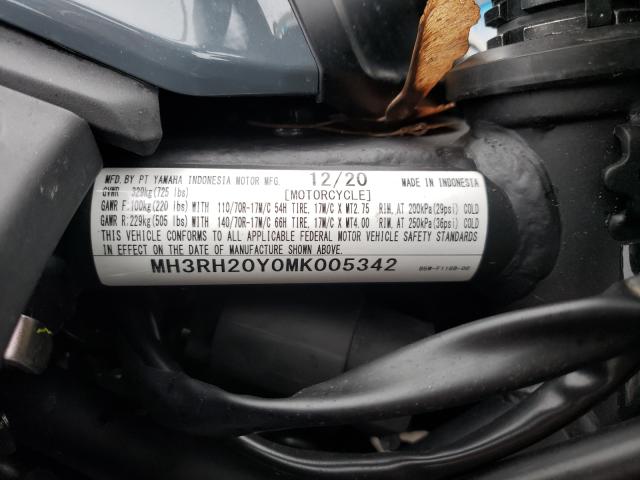 MFD. BY PT YAMAHA INDONESIA MOTOR MFG. 12/20 MADE IN INDONESIA
GVWR 329kg(725 lbs) [MOTORCYCLE]
GAWR F: 100kg(220 lbs) WITH 110/70R-17M/C 54H TIRE, 17M/C X MT2.75 RIM, AT 200kPa(29psi) COLD
GAWR R: 229kg(505 lbs) WITH 140/70R-17M/C 66H TIRE, 17M/C X MT4.00 RIM, AT 250kPa(36psi) COLD
THIS VEHICLE CONFORMS TO ALL APPLICABLE FEDERAL MOTOR VEHICLE SAFETY STANDARDS
IN EFFECT ON THE DATE OF MANUFACTURE SHOWN ABOVE.
MH3RH20Y0MK005342